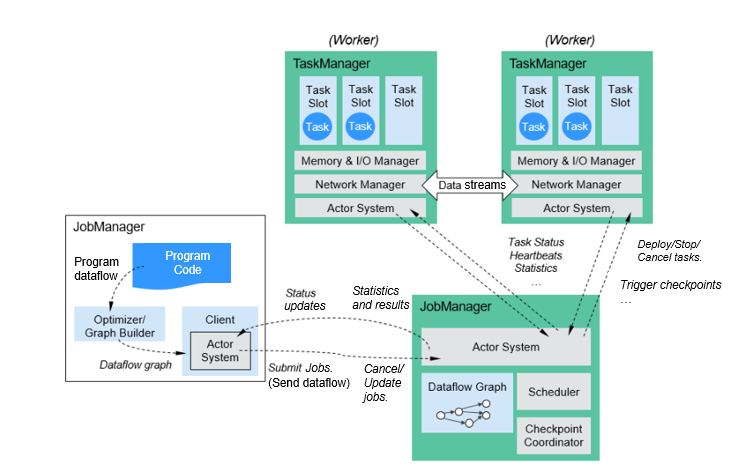 (Worker)
TaskManager
Task
Slot
Task
Task
Slot
Task
Task
Slot
Memory & I/O Manager
Network Manager
Actor System
(Worker)
TaskManager
Task
Slot
Task
Task
Slot
Task
Task
Slot
Memory & I/O Manager
Network Manager
Actor System
Data streams
JobManager
Program
Code
Program
dataflow
Optimizer/
Graph Builder
Client
Actor
System
Dataflow graph
Status
updates
Statistics
and results
Submit Jobs.
(Send dataflow)
Cancel/
Update
jobs.
Task Status
Heartbeats
Statistics
...
Deploy/Stop/
Cancel tasks.
Trigger checkpoints
...
JobManager
Actor System
Dataflow Graph
Scheduler
Checkpoint
Coordinator